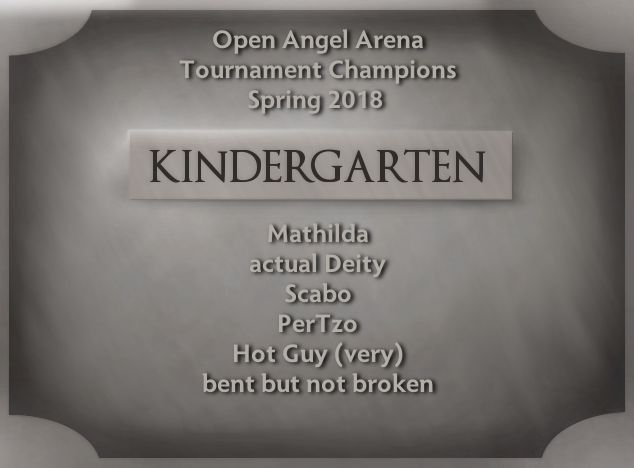 Open Angel Arena
Tournament Champions
Spring 2018
KINDERGARTEN
Mathilda
actual Deity
Scabo
PerTzo
Hot Guy (very)
bent but not broken